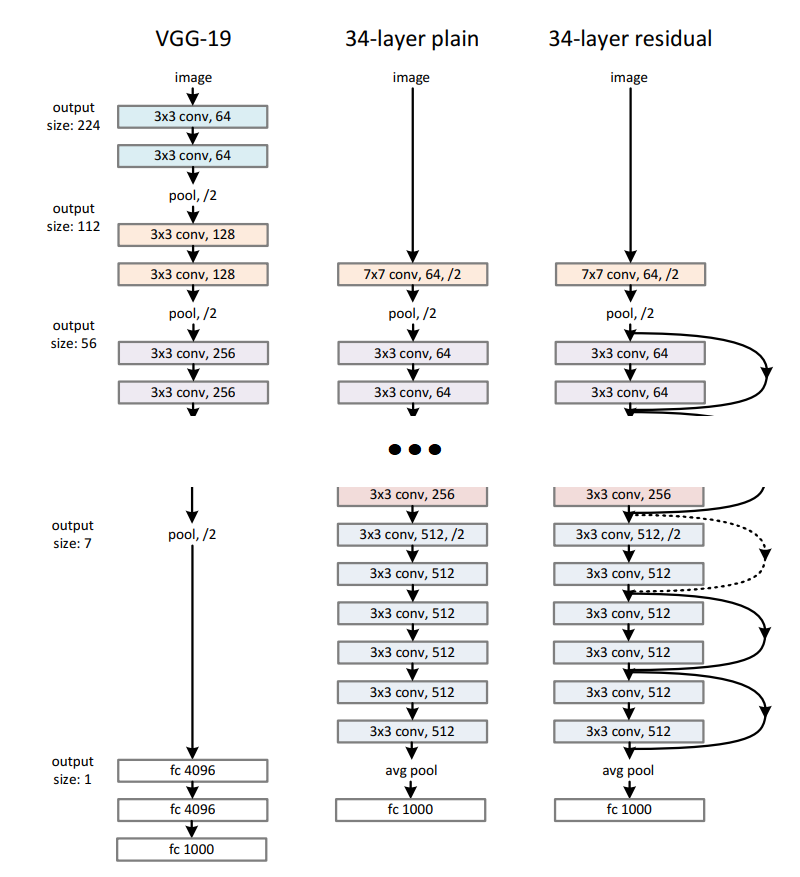 VGG-19
34-layer plain
34-layer residual
image
image
image
output
size: 224
3x3 conv, 64
3x3 conv, 64
pool, /2
output
size: 112
3x3 conv, 128
3x3 conv, 128
7x7 conv, 64, /2
7x7 conv, 64, /2
pool, /2
pool, /2
pool, /2
output
size: 56
3x3 conv, 256
3x3 conv, 64
3x3 conv, 64
3x3 conv, 256
3x3 conv, 64
3x3 conv, 64
3x3 conv, 256
3x3 conv, 256
output
size: 7
pool, /2
3x3 conv, 512, /2
3x3 conv, 512, /2
3x3 conv, 512
3x3 conv, 512
3x3 conv, 512
3x3 conv, 512
3x3 conv, 512
3x3 conv, 512
3x3 conv, 512
3x3 conv, 512
3x3 conv, 512
3x3 conv, 512
output
size: 1
fc 4096
avg pool
avg pool
fc 4096
fc 1000
fc 1000
fc 1000